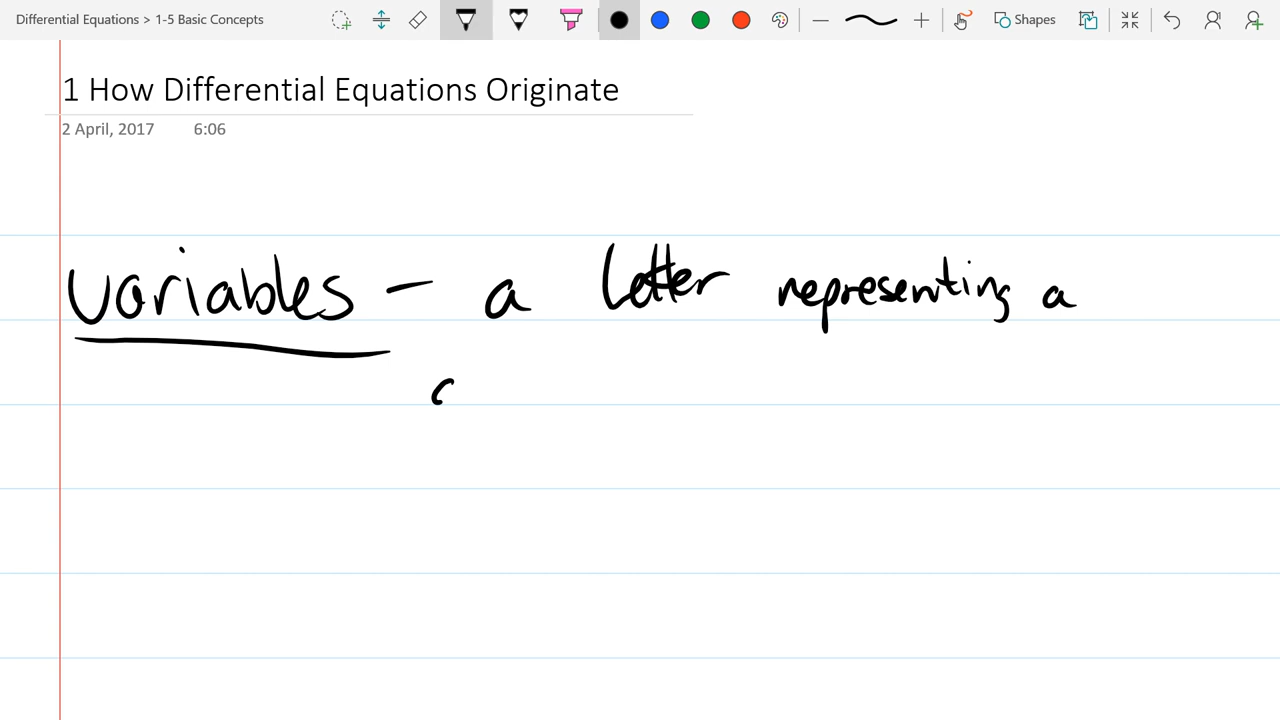 Differential Equations > 1-5 Basic Concepts
Shapes
1 How Differential Equations Originate
2 April, 2017 6:06
variables - a letter representing a
c